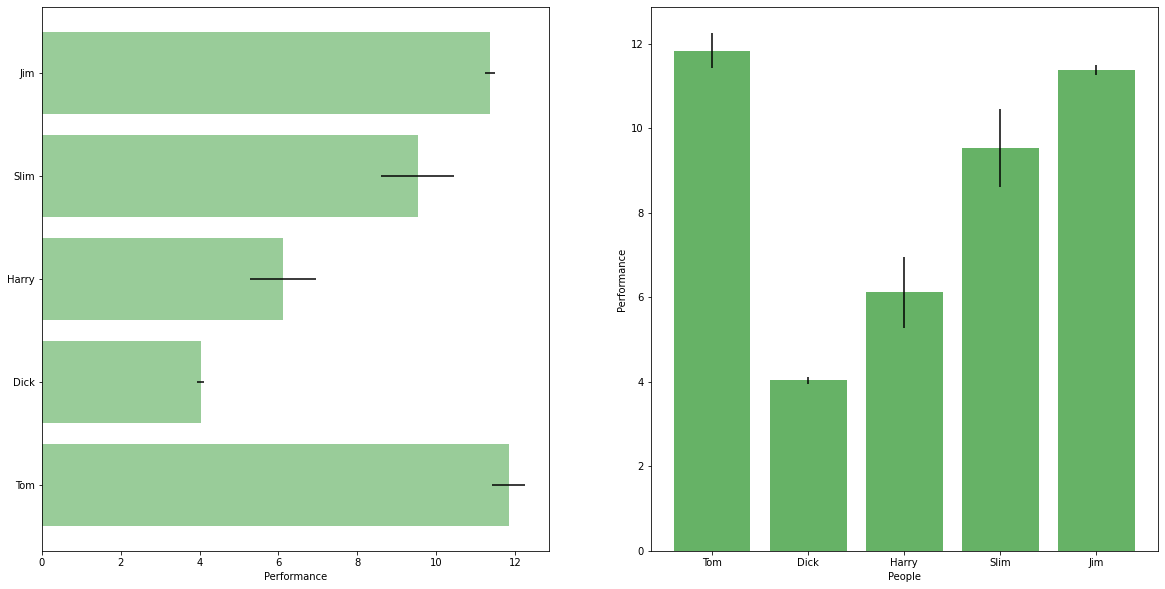 Jim
Slim
Harry
Dick
Tom
0 2 4 6 8 10 12
Performance
12
10
8
6
4
2
0
Performance
Tom Dick Harry Slim Jim
People